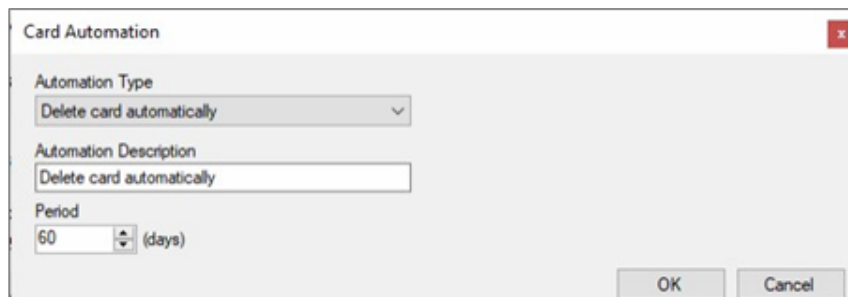 Card Automation
x
Automation Type
Delete card automatically
Automation Description
Delete card automatically
Period
60 (days)
OK Cancel